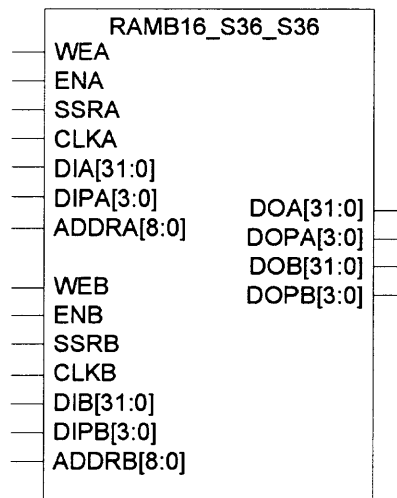 RAMB16_S36_S36
WEA
ENA
SSRA
CLKA
DIA[31:0]
DIPA[3:0]
ADDRA[8:0]
DOA[31:0]
DOPA[3:0]
DOB[31:0]
DOPB[3:0]
WEB
ENB
SSRB
CLKB
DIB[31:0]
DIPB[3:0]
ADDRB[8:0]